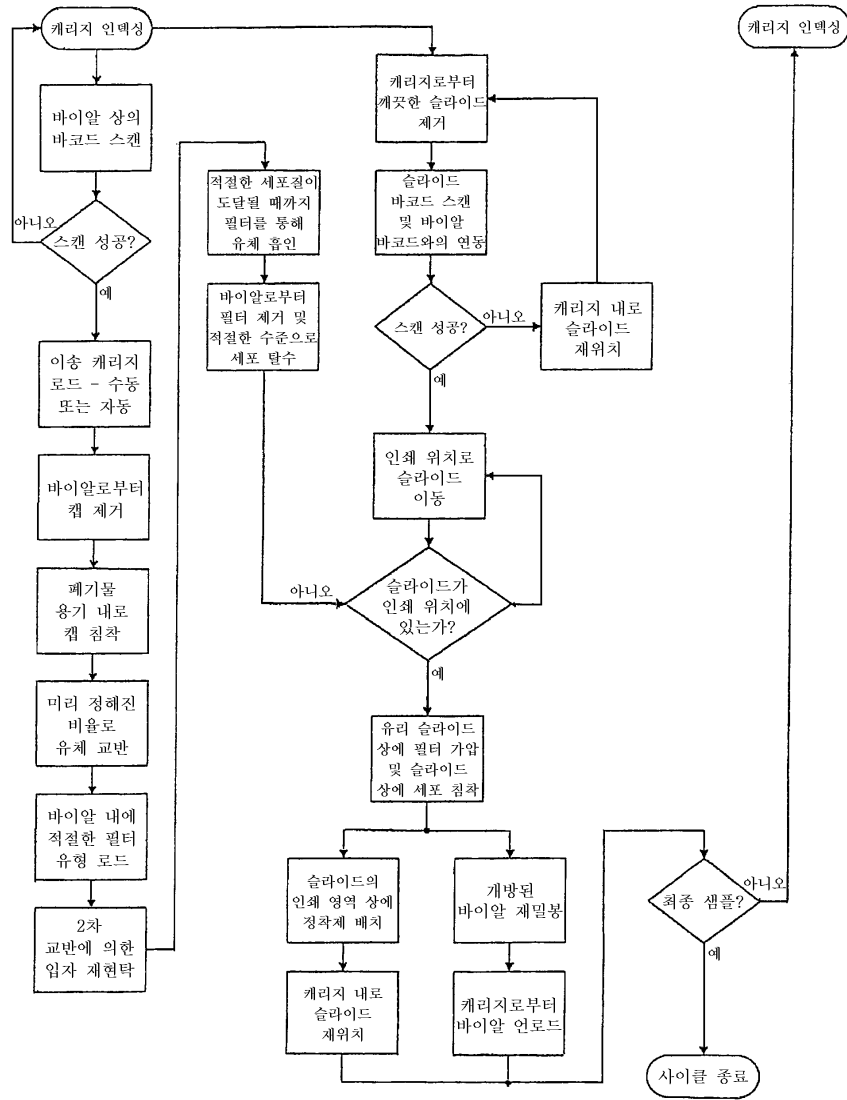 캐리지 인덱싱
바이알 상의
바코드 스캔
아니오
스캔 성공?
예
이송 캐리지
로드 - 수동
또는 자동
바이알로부터
캡 제거
폐기물
용기 내로
캡 침착
미리 정해진
비율로
유체 교반
바이알 내에
적절한 필터
유형 로드
2차
교반에 의한
입자 재현탁
적절한 세포질이
도달될 때까지
필터를 통해
유체 흡인
바이알로부터
필터 제거 및
적절한 수준으로
세포 탈수
캐리지로부터
깨끗한 슬라이드
제거
슬라이드
바코드 스캔
및 바이알
바코드와의 연동
스캔 성공?
아니오
캐리지 내로
슬라이드
재위치
예
인쇄 위치로
슬라이드
이동
아니오
슬라이드가
인쇄 위치에
있는가?
예
유리 슬라이드
상에 필터 가압
및 슬라이드
상에 세포 침착
슬라이드의
인쇄 영역 상에
정착제 배치
캐리지 내로
슬라이드
재위치
개방된
바이알 재밀봉
캐리지로부터
바이알 언로드
최종 샘플?
아니오
예
사이클 종료
캐리지 인덱싱